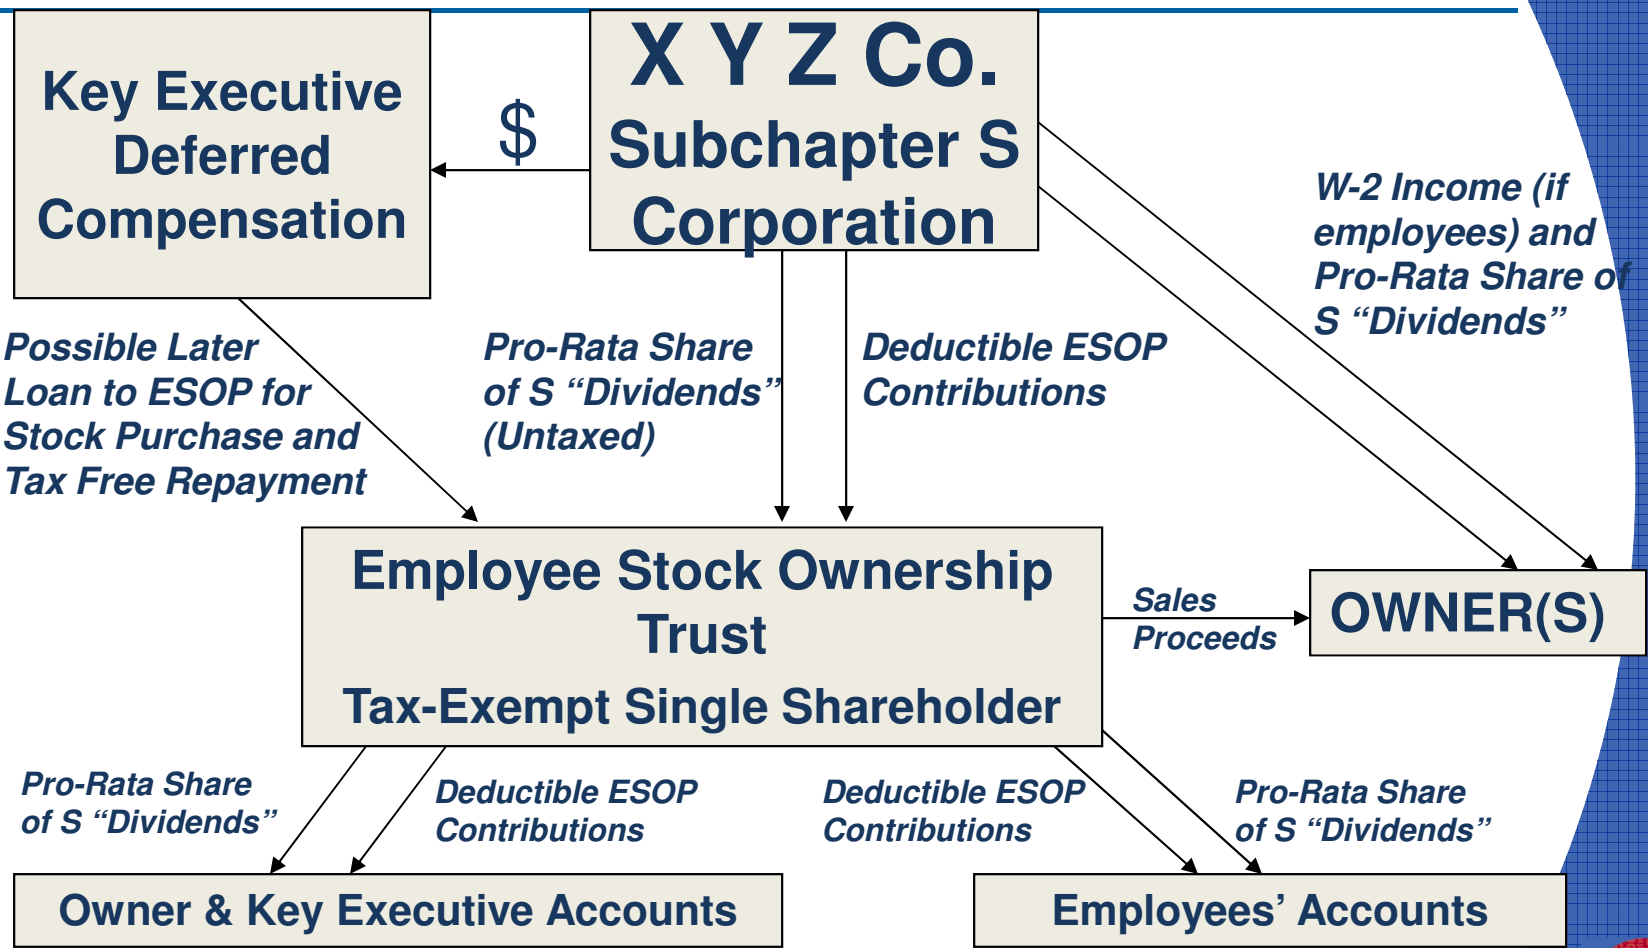 Key Executive
Deferred
Compensation
$
X Y Z Co.
Subchapter S
Corporation
W-2 Income (if
employees) and
Pro-Rata Share of
S “Dividends”
Possible Later
Loan to ESOP for
Stock Purchase and
Tax Free Repayment
Pro-Rata Share
of S “Dividends”
(Untaxed)
Deductible ESOP
Contributions
Employee Stock Ownership
Trust
Tax-Exempt Single Shareholder
Sales
Proceeds
OWNER(S)
Pro-Rata Share
of S “Dividends”
Deductible ESOP
Contributions
Deductible ESOP
Contributions
Pro-Rata Share
of S “Dividends”
Owner & Key Executive Accounts
Employees’ Accounts